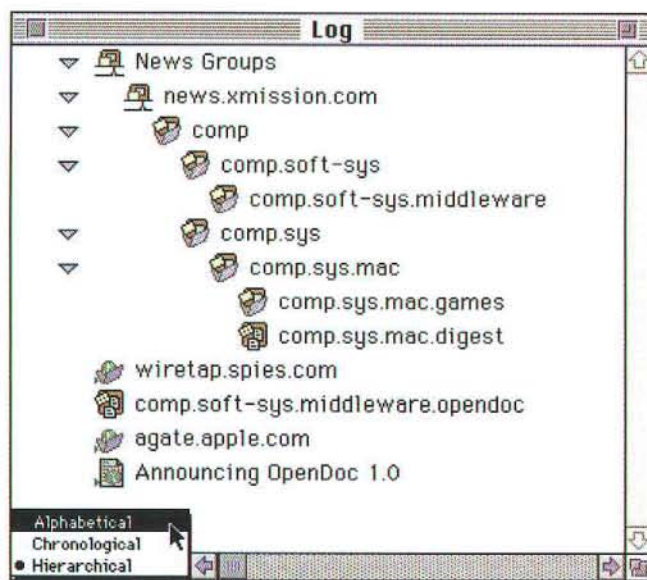 Log
News Groups
news.xmission.com
comp
comp.soft-sys
comp.soft-sys.middleware
comp.sys
comp.sys.mac
comp.sys.mac.games
comp.sys.mac.digest
wiretap.spies.com
comp.soft-sys.middleware.opendoc
agate.apple.com
Announcing OpenDoc 1.0
Alphabetical
Chronological
• Hierarchical